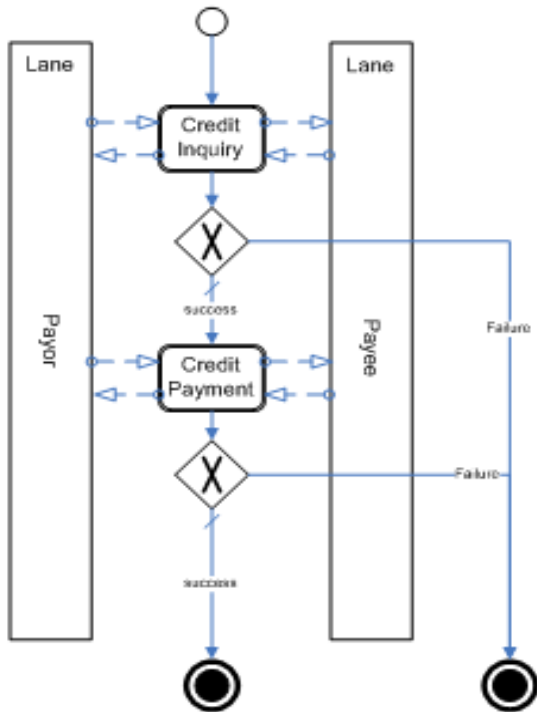 Lane
Lane
Credit
Inquiry
success
Payor
Payee
Failure
Credit
Payment
Failure
success